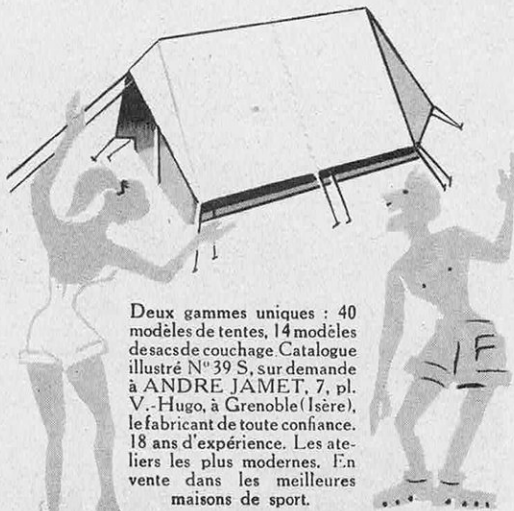 Deux gammes uniques : 40
modèles de tentes, 14 modèles
de sacs de couchage. Catalogue
illustré N° 39 S, sur demande
à ANDRE JAMET, 7, pl.
V.-Hugo, à Grenoble (Isère),
le fabricant de toute confiance.
18 ans d'expérience. Les ate-
liers les plus modernes. En
vente dans les meilleures
maisons de sport.
F